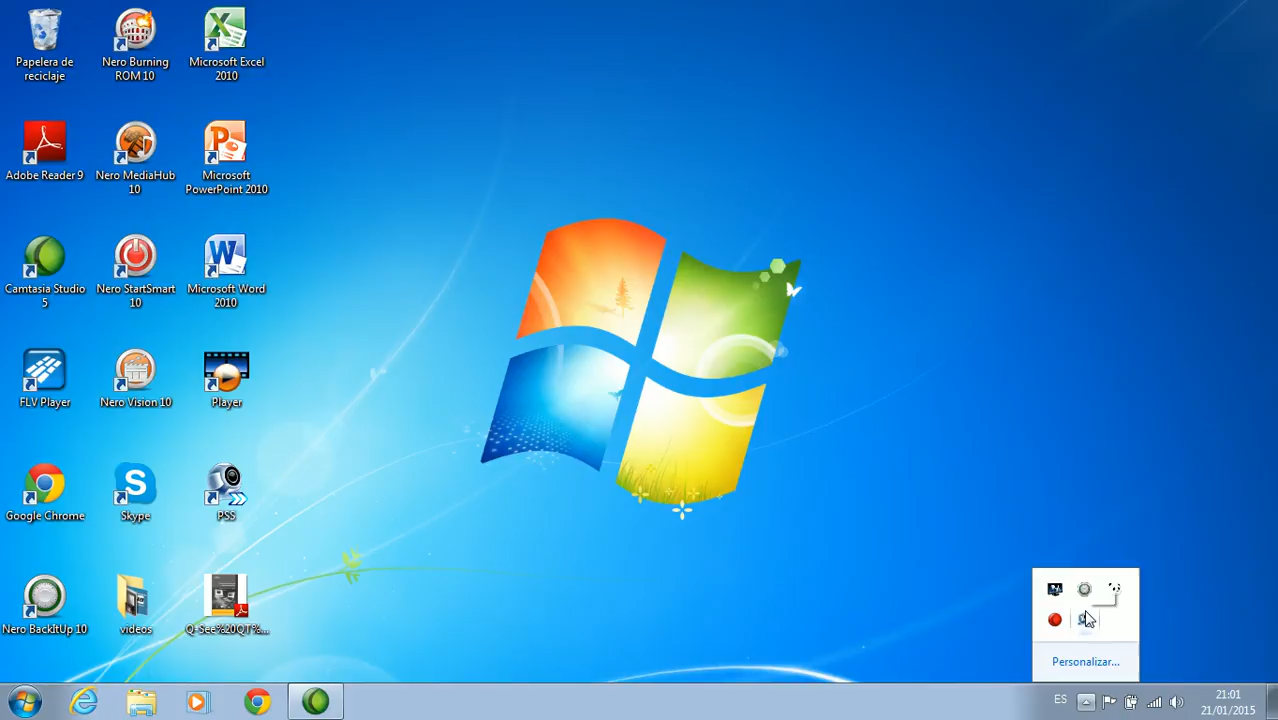 Papelera de
reciclaje
Nero Burning
ROM 10
Microsoft Excel
2010
Adobe Reader 9
Nero MediaHub
10
Microsoft
PowerPoint 2010
Camtasia Studio
5
Nero StartSmart
10
Microsoft Word
2010
FLV Player
Nero Vision 10
Player
Google Chrome
Skype
PSS
Nero BackItUp 10
videos
Q-See%20QT%...
Personalizar...
ES
21:01
21/01/2015